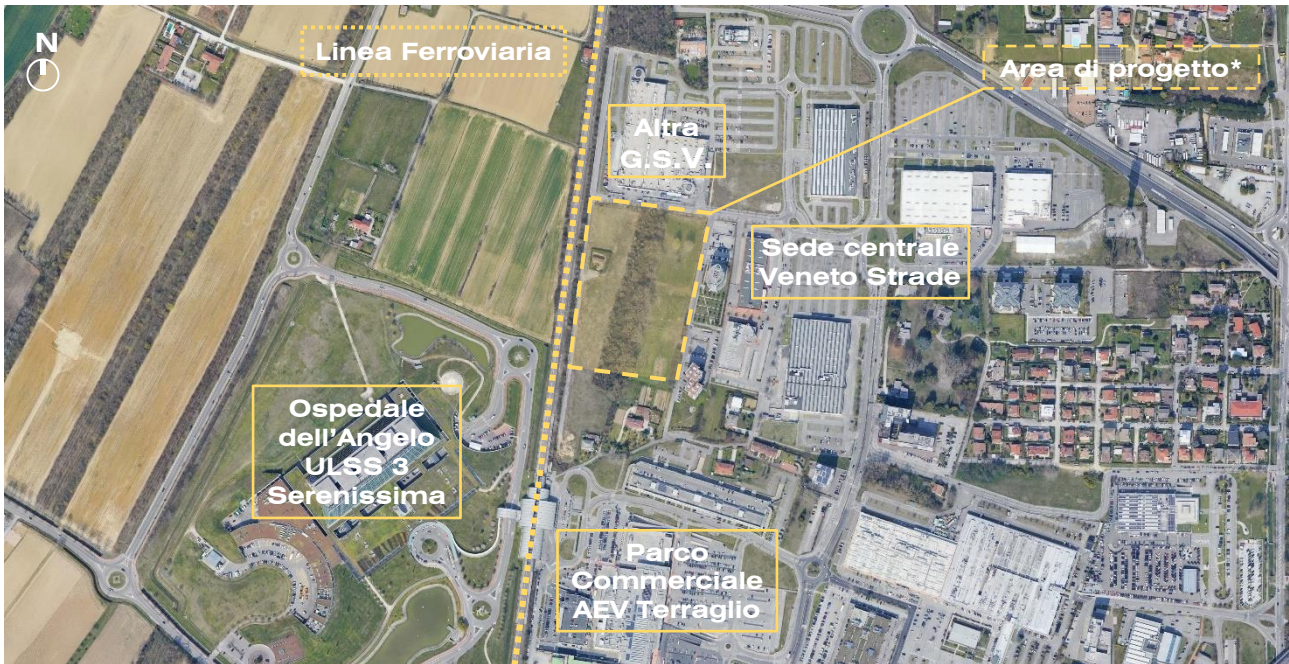 N
Linea Ferroviaria
Area di progetto*
Altra
G.S.V.
Sede centrale
Veneto Strade
Ospedale
dell'Angelo
ULSS 3
Serenissima
Parco
Commerciale
AEV Terraglio